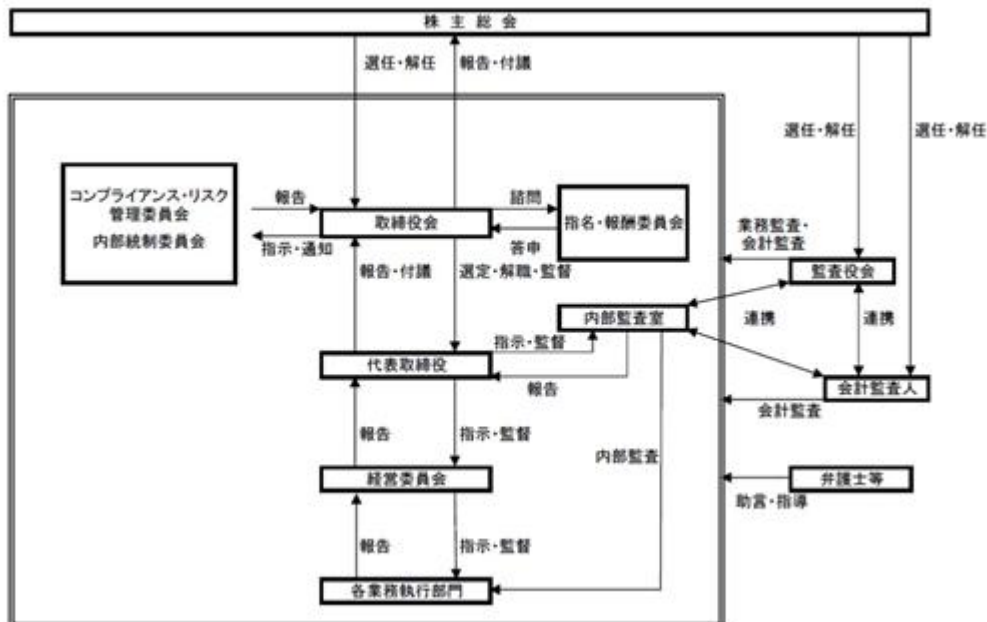 株主総会
選任・解任
報告・付議
選任・解任
選任・解任
コンプライアンス・リスク
管理委員会
内部統制委員会
報告
指示・通知
取締役会
諮問
答申
指名・報酬委員会
業務監査・
会計監査
監査役会
報告・付議
選定・解職・監督
内部監査室
連携
連携
指示・監督
代表取締役
報告
会計監査人
会計監査
報告
指示・監督
内部監査
経営委員会
弁護士等
助言・指導
報告
指示・監督
各業務執行部門